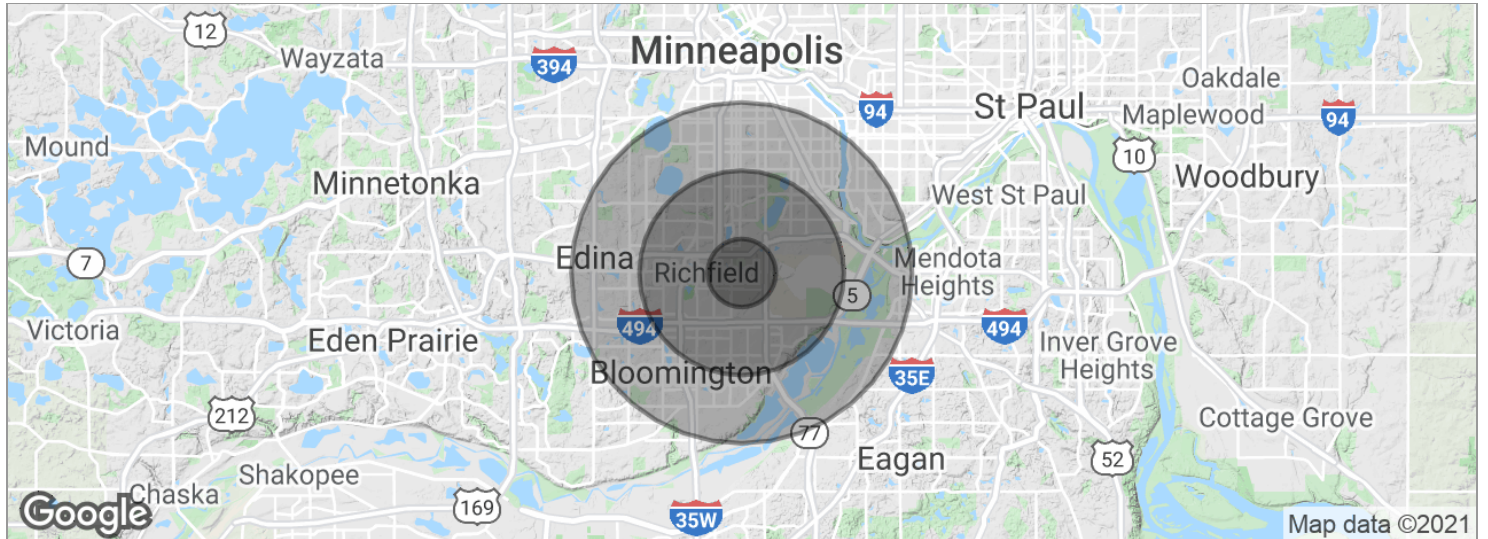 12
Wayzata
394
Minneapolis
94
St Paul
Oakdale
Maplewood
94
Mound
10
Minnetonka
West St Paul
Woodbury
7
Edina
Richfield
Mendota
Heights
5
Victoria
494
494
Eden Prairie
Inver Grove
Heights
Bloomington
35E
212
77
Cottage Grove
Shakopee
Eagan
52
Chaska
169
35W
Google
Map data ©2021